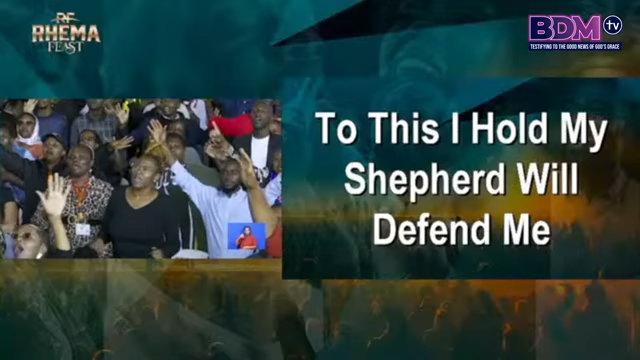 RF
RHEMA
FEAST
BDM tv
TESTIFYING TO THE GOOD NEWS OF GOD'S GRACE
To This I Hold My
Shepherd Will
Defend Me